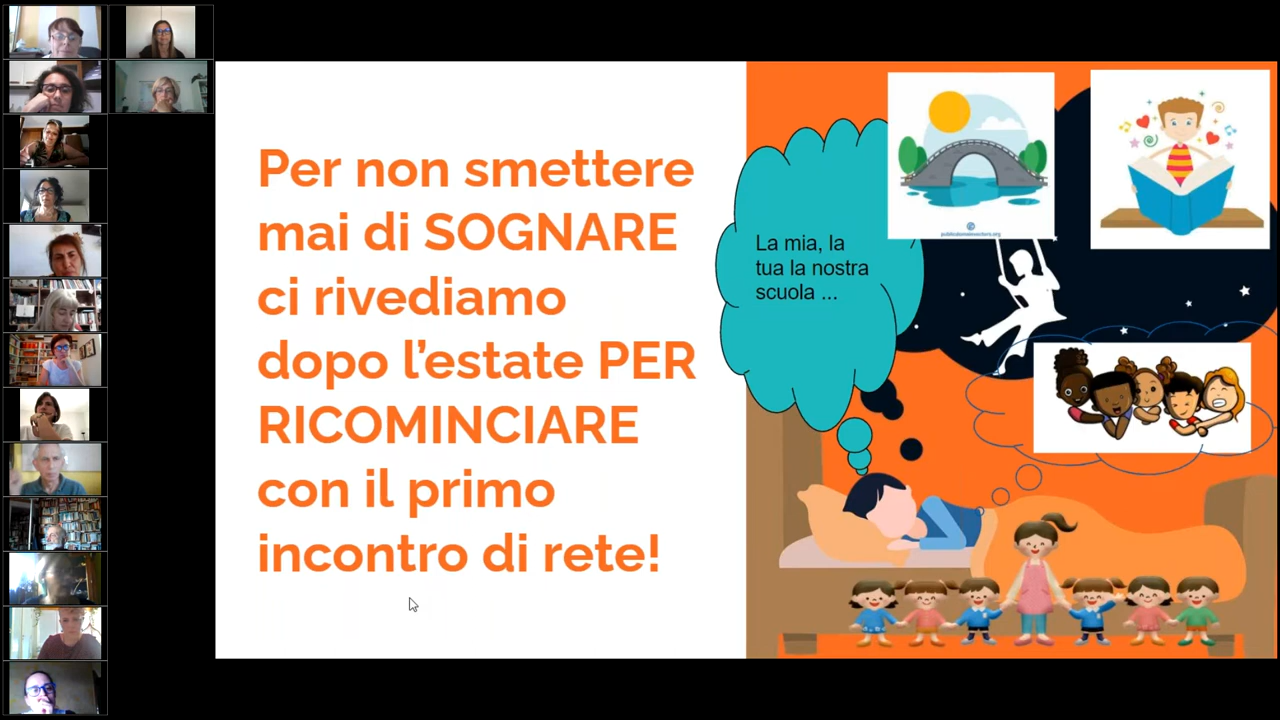 Per non smettere
mai di SOGNARE
ci rivediamo
dopo l'estate PER
RICOMINCIARE
con il primo
incontro di rete!
La mia, la
tua la nostra
scuola ...